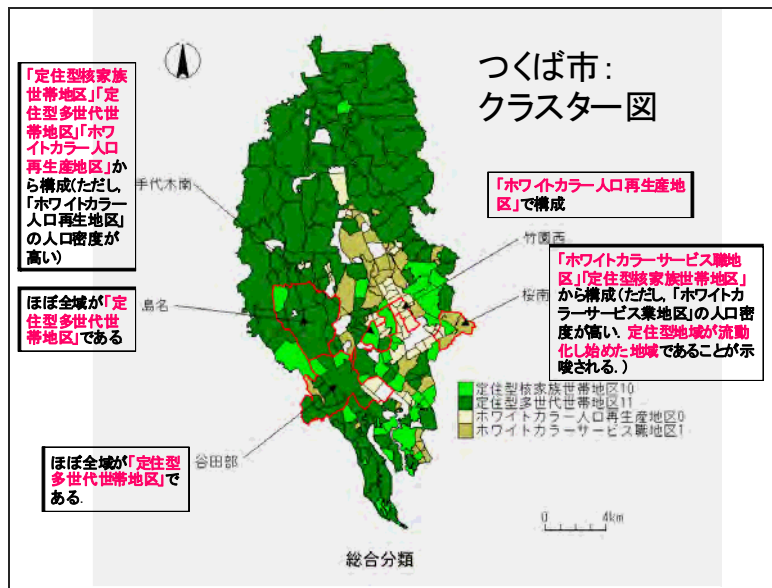 つくば市：
クラスター図
「定住型核家族
世帯地区」「定
住型多世代世
帯地区」「ホワ
イトカラー人口
再生産地区」か
ら構成（ただし，
「ホワイトカラー
人口再生地区」
の人口密度が
高い）
手代木南
「ホワイトカラー人口再生産地
区」で構成
竹園西
「ホワイトカラーサービス職地
区」「定住型核家族世帯地区」
から構成（ただし，「ホワイトカ
ラーサービス業地区」の人口密
度が高い．定住型地域が流動
化し始めた地域であることが示
唆される．）
桜南
ほぼ全域が「定
住型多世代世
帯地区」である
島名
定住型核家族世帯地区10
定住型多世代世帯地区11
ホワイトカラー人口再生産地区0
ホワイトカラーサービス職地区1
ほぼ全域が「定住型
多世代世帯地区」で
ある．
谷田部
0 4km
総合分類